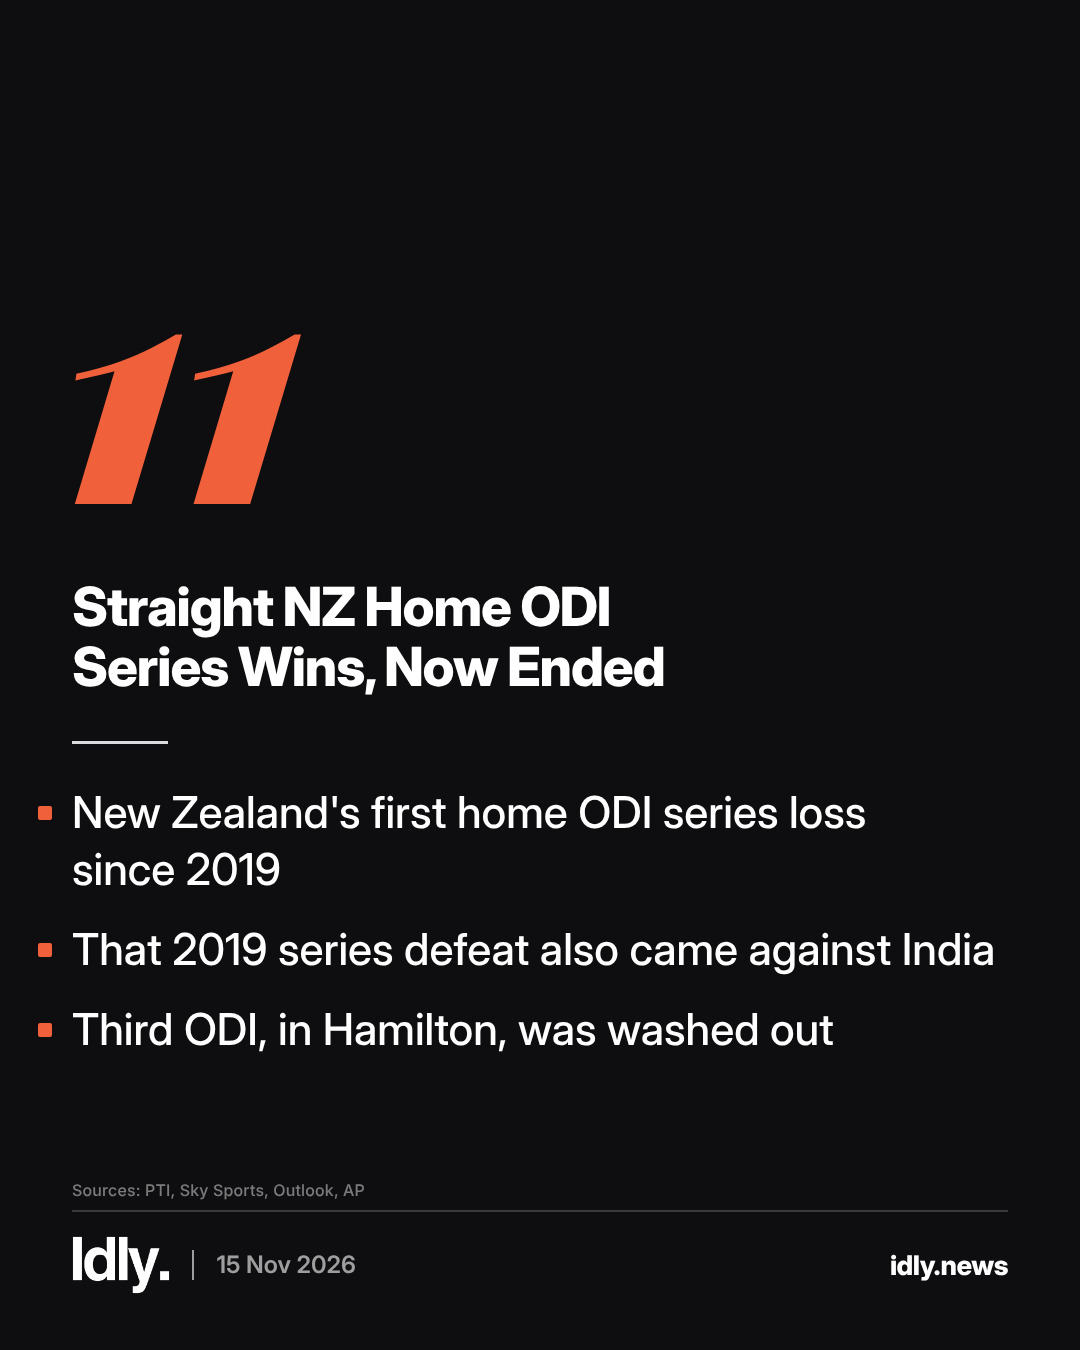 11
Straight NZ Home ODI
Series Wins, Now Ended
New Zealand's first home ODI series loss
since 2019
That 2019 series defeat also came against India
Third ODI, in Hamilton, was washed out
Sources: PTI, Sky Sports, Outlook, AP
Idly. | 15 Nov 2026
idly.news